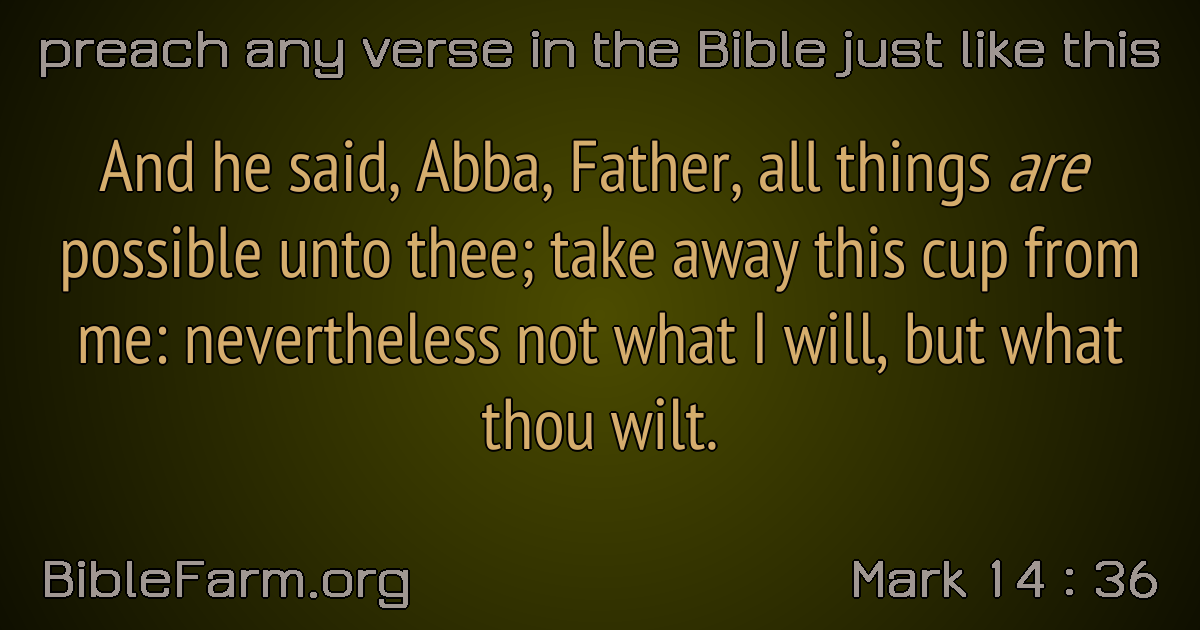 preach any verse in the Bible just like this
And he said, Abba, Father, all things are
possible unto thee; take away this cup from
me: nevertheless not what I will, but what
thou wilt.
BibleFarm.org
Mark 14 : 36